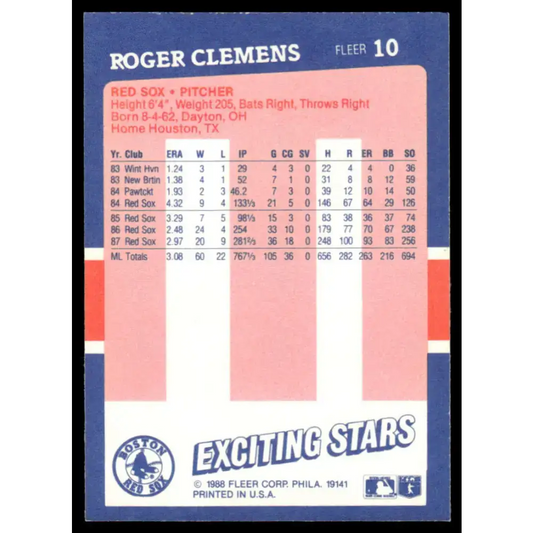 ROGER CLEMENS FLEER 10
RED SOX • PITCHER
Height 6'4", Weight 205, Bats Right, Throws Right
Born 8-4-62, Dayton, OH
Home Houston, TX
Yr. Club ERA W L IP G CG SV H R ER BB SO
83 Wint Hvn 1.24 3 1 29 4 3 0 22 4 4 0 36
83 New Brtin 1.38 4 1 52 7 1 0 31 8 8 12 59
84 Pawtckt 1.93 2 3 46.2 7 3 0 39 12 10 14 50
84 Red Sox 4.32 9 4 133⅓ 21 5 0 146 67 64 29 126
85 Red Sox 3.29 7 5 98⅓ 15 3 0 83 38 36 37 74
86 Red Sox 2.48 24 4 254 33 10 0 179 77 70 67 238
87 Red Sox 2.97 20 9 281⅔ 36 18 0 248 100 93 83 256
ML Totals 3.08 60 22 767⅓ 105 36 0 656 282 263 216 694
BOSTON
RED SOX
EXCITING STARS
© 1988 FLEER CORP. PHILA. 19141
PRINTED IN U.S.A.